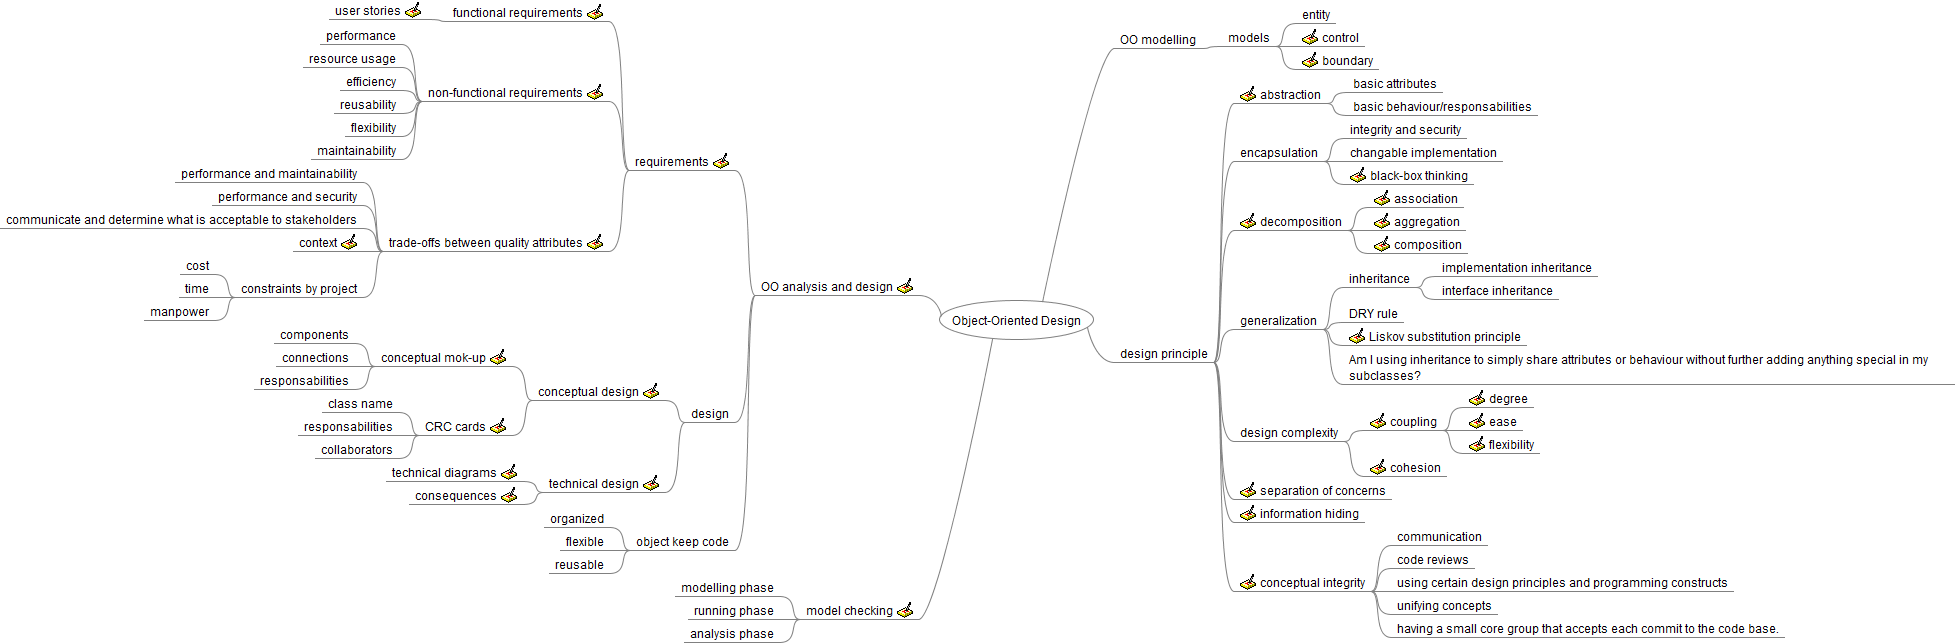 user stories
functional requirements
performance
resource usage
efficiency
non-functional requirements
reusability
flexibility
maintainability
requirements
performance and maintainability
performance and security
communicate and determine what is acceptable to stakeholders
context
trade-offs between quality attributes
cost
time
constraints by project
manpower
OO analysis and design
components
connections
conceptual mok-up
responsabilities
conceptual design
class name
responsabilities
CRC cards
collaborators
design
technical diagrams
technical design
consequences
organized
flexible
object keep code
reusable
modelling phase
running phase
model checking
analysis phase
Object-Oriented Design
OO modelling
models
entity
control
boundary
design principle
abstraction
basic attributes
basic behaviour/responsabilities
encapsulation
integrity and security
changable implementation
black-box thinking
decomposition
association
aggregation
composition
generalization
inheritance
implementation inheritance
interface inheritance
DRY rule
Liskov substitution principle
Am I using inheritance to simply share attributes or behaviour without further adding anything special in my
subclasses?
design complexity
coupling
degree
ease
flexibility
cohesion
separation of concerns
information hiding
conceptual integrity
communication
code reviews
using certain design principles and programming constructs
unifying concepts
having a small core group that accepts each commit to the code base.